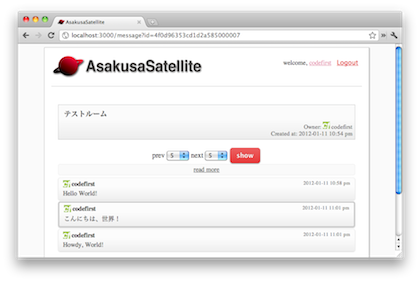 AsakusaSatellite
localhost:3000/message?id=4f0d96353cd1d2a585000007
AsakusaSatellite
welcome, codefirst Logout
テストルーム
Owner: codefirst
Created at: 2012-01-11 10:54 pm
prev 5 next 5 show
read more
codefirst 2012-01-11 10:58 pm
Hello World!
codefirst 2012-01-11 11:01 pm
こんにちは、世界！
codefirst 2012-01-11 11:01 pm
Howdy, World!